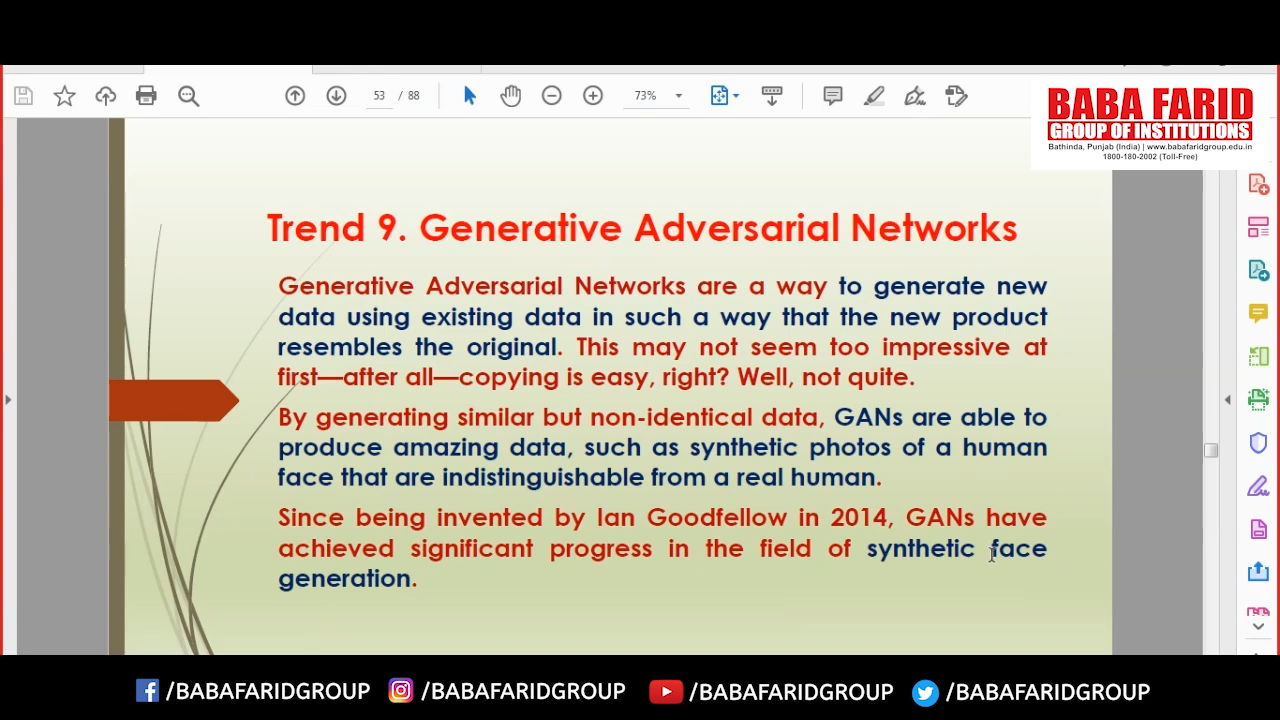 53 / 88
73%
BABA FARID
GROUP OF INSTITUTIONS
Bathinda, Punjab (India) | www.babafaridgroup.edu.in
1800-180-2002 (Toll-Free)
Trend 9. Generative Adversarial Networks
Generative Adversarial Networks are a way to generate new
data using existing data in such a way that the new product
resembles the original. This may not seem too impressive at
first—after all—copying is easy, right? Well, not quite.
By generating similar but non-identical data, GANs are able to
produce amazing data, such as synthetic photos of a human
face that are indistinguishable from a real human.
Since being invented by Ian Goodfellow in 2014, GANs have
achieved significant progress in the field of synthetic face
generation.
/BABAFARIDGROUP /BABAFARIDGROUP /BABAFARIDGROUP /BABAFARIDGROUP